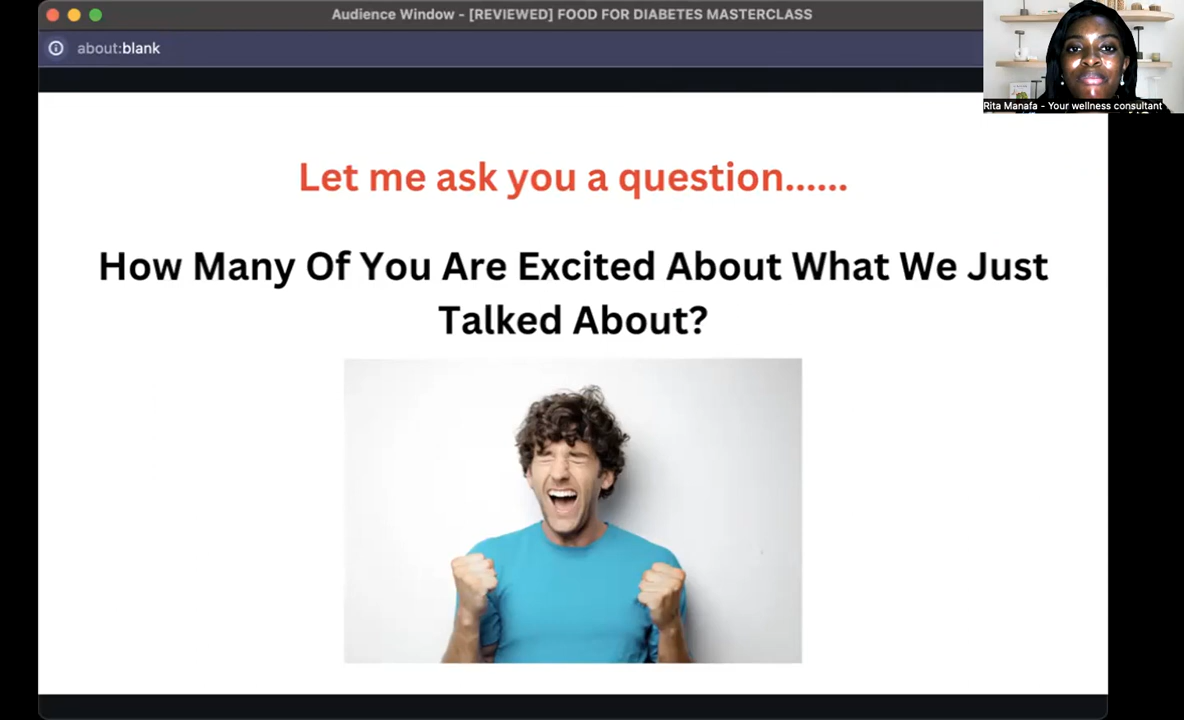 Audience Window - [REVIEWED] FOOD FOR DIABETES MASTERCLASS
about:blank
Rita Manafa - Your wellness consultant
Let me ask you a question......
How Many Of You Are Excited About What We Just
Talked About?